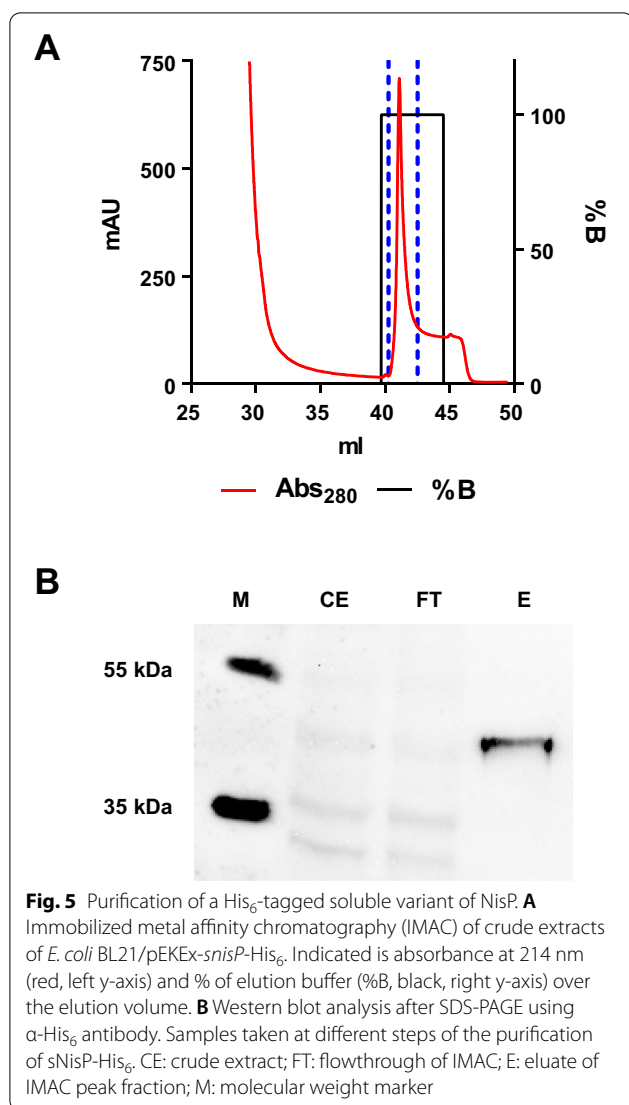 A
750
500
250
0
mAU
100
50
0
%B
25 30 35 40 45 50
ml
Abs280 %B
B
M CE FT E
55 kDa
35 kDa
Fig. 5 Purification of a His6-tagged soluble variant of NisP. A
Immobilized metal affinity chromatography (IMAC) of crude extracts
of E. coli BL21/pEKEx-snisP-His6. Indicated is absorbance at 214 nm
(red, left y-axis) and % of elution buffer (%B, black, right y-axis) over
the elution volume. B Western blot analysis after SDS-PAGE using
α-His6 antibody. Samples taken at different steps of the purification
of sNisP-His6. CE: crude extract; FT: flowthrough of IMAC; E: eluate of
IMAC peak fraction; M: molecular weight marker